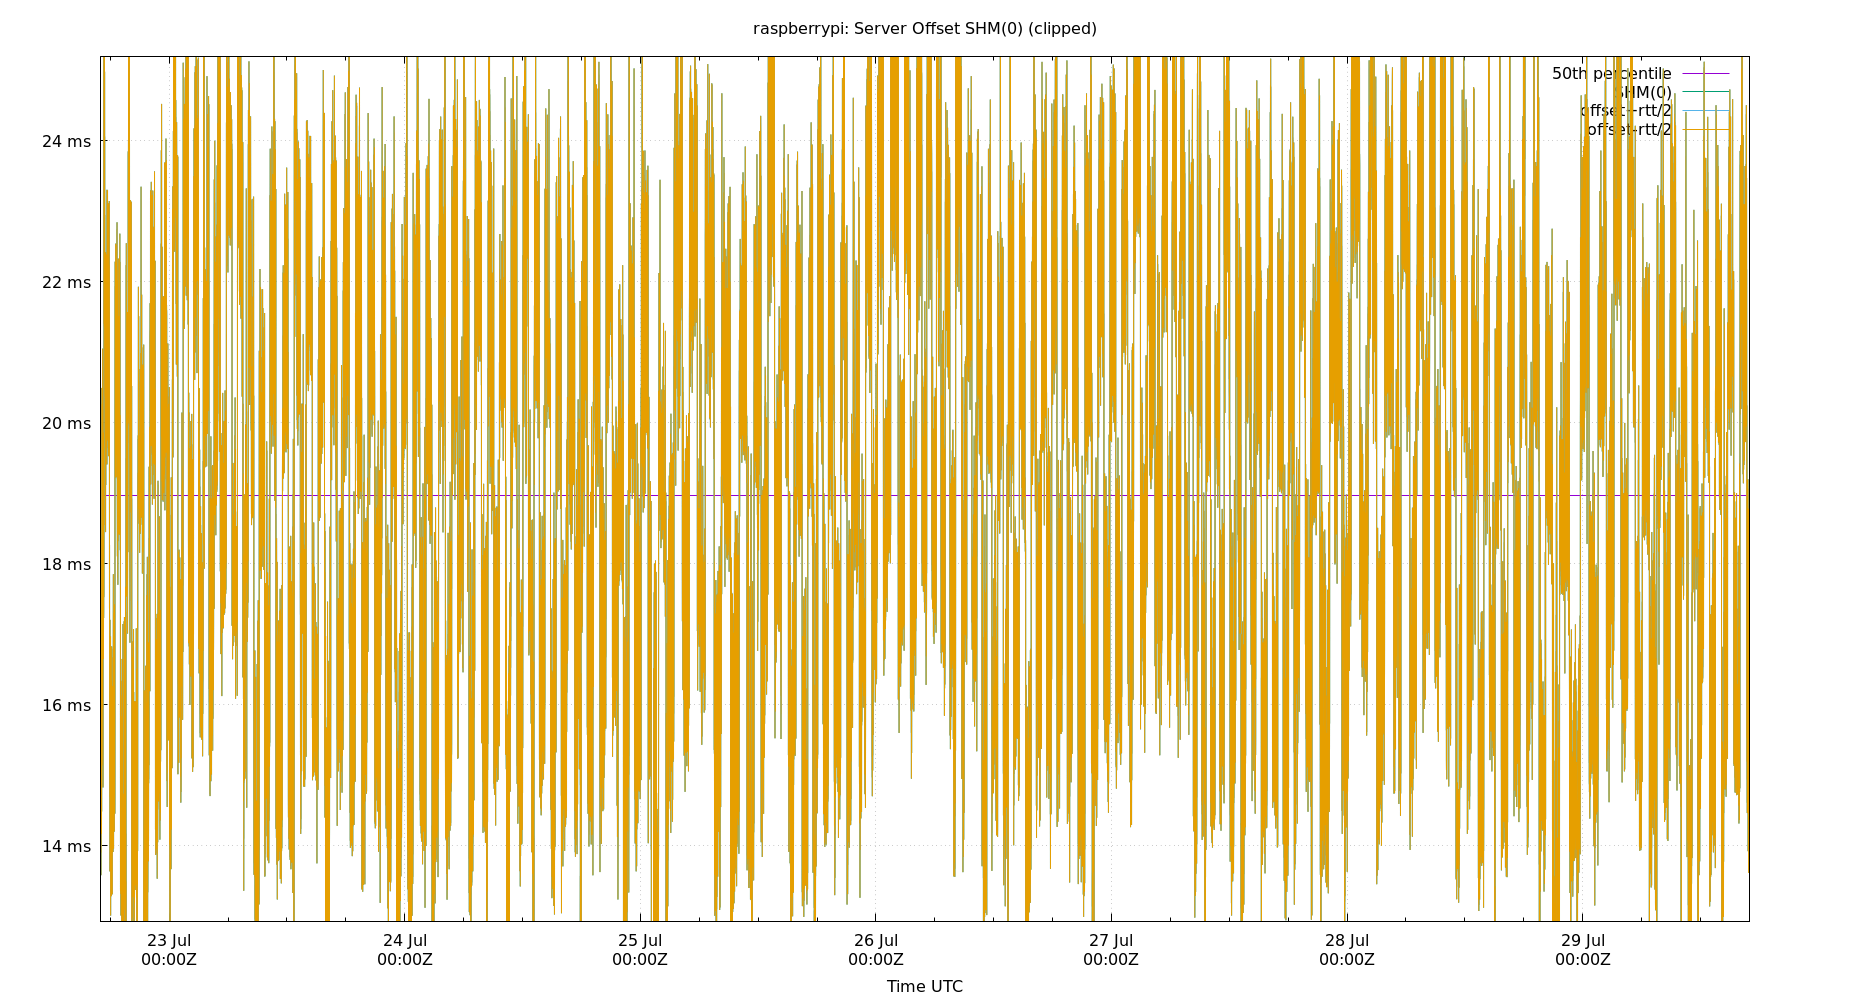 raspberrypi: Server Offset SHM(0) (clipped)
50th percentile
SHM(0)
offset+rtt/2
offset-rtt/2
24 ms
22 ms
20 ms
18 ms
16 ms
14 ms
23 Jul
00:00Z
24 Jul
00:00Z
25 Jul
00:00Z
26 Jul
00:00Z
27 Jul
00:00Z
28 Jul
00:00Z
29 Jul
00:00Z
Time UTC